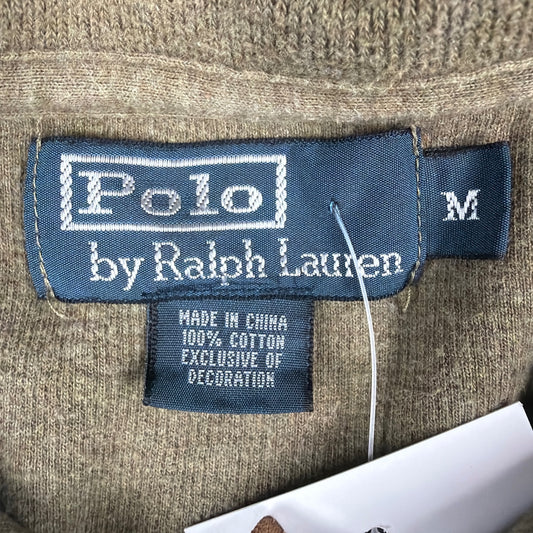 Polo
by Ralph Lauren
M
MADE IN CHINA
100% COTTON
EXCLUSIVE OF
DECORATION